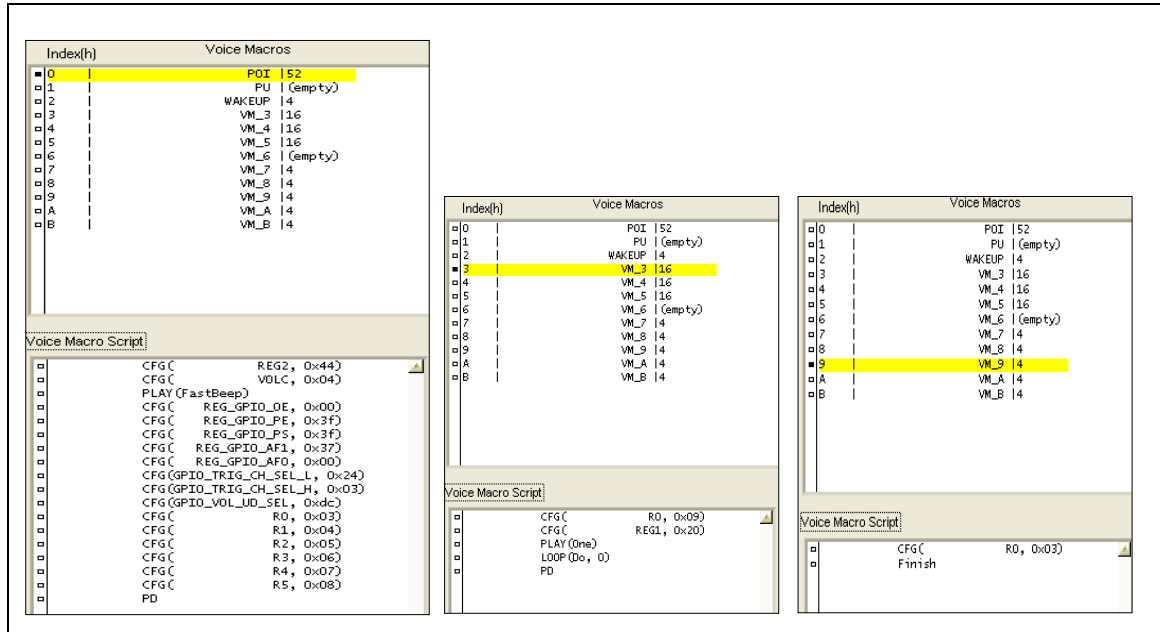 Index(h) Voice Macros
0 | POI |52
1 | PU |(empty)
2 | WAKEUP |4
3 | VM_3 |16
4 | VM_4 |16
5 | VM_5 |16
6 | VM_6 |(empty)
7 | VM_7 |4
8 | VM_8 |4
9 | VM_9 |4
A | VM_A |4
B | VM_B |4
Voice Macro Script
CFG( REG2, 0x44)
CFG( VOLC, 0x04)
PLAY(FastBeep)
CFG( REG_GPIO_OE, 0x00)
CFG( REG_GPIO_PE, 0x3f)
CFG( REG_GPIO_PS, 0x3f)
CFG( REG_GPIO_AF1, 0x37)
CFG( REG_GPIO_AF0, 0x00)
CFG(GPIO_TRIG_CH_SEL_L, 0x24)
CFG(GPIO_TRIG_CH_SEL_H, 0x03)
CFG(GPIO_VOL_UD_SEL, 0xdc)
CFG( R0, 0x03)
CFG( R1, 0x04)
CFG( R2, 0x05)
CFG( R3, 0x06)
CFG( R4, 0x07)
CFG( R5, 0x08)
PD
Index(h) Voice Macros
0 | POI |52
1 | PU |(empty)
2 | WAKEUP |4
3 | VM_3 |16
4 | VM_4 |16
5 | VM_5 |16
6 | VM_6 |(empty)
7 | VM_7 |4
8 | VM_8 |4
9 | VM_9 |4
A | VM_A |4
B | VM_B |4
Voice Macro Script
CFG( R0, 0x09)
CFG( REG1, 0x20)
PLAY(One)
LOOP(Do, 0)
PD
Index(h) Voice Macros
0 | POI |52
1 | PU |(empty)
2 | WAKEUP |4
3 | VM_3 |16
4 | VM_4 |16
5 | VM_5 |16
6 | VM_6 |(empty)
7 | VM_7 |4
8 | VM_8 |4
9 | VM_9 |4
A | VM_A |4
B | VM_B |4
Voice Macro Script
CFG( R0, 0x03)
Finish